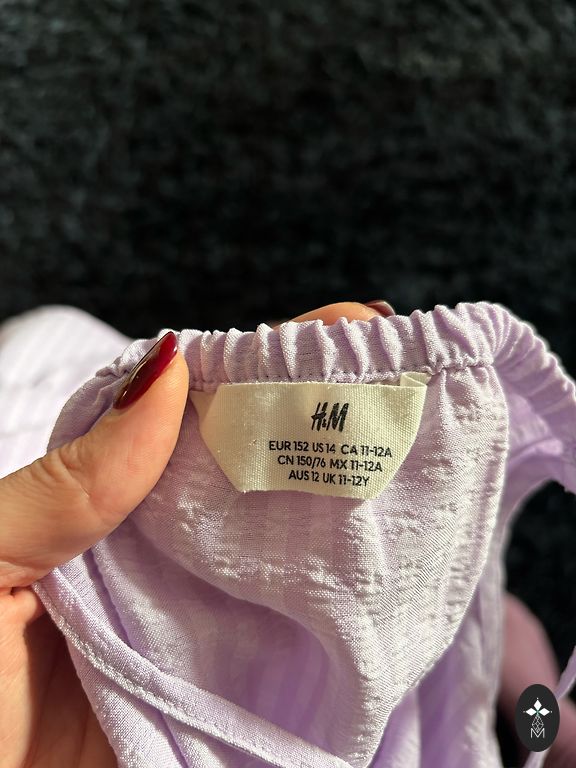 H&M
EUR 152 US 14 CA 11-12A
CN 150/76 MX 11-12A
AUS 12 UK 11-12Y